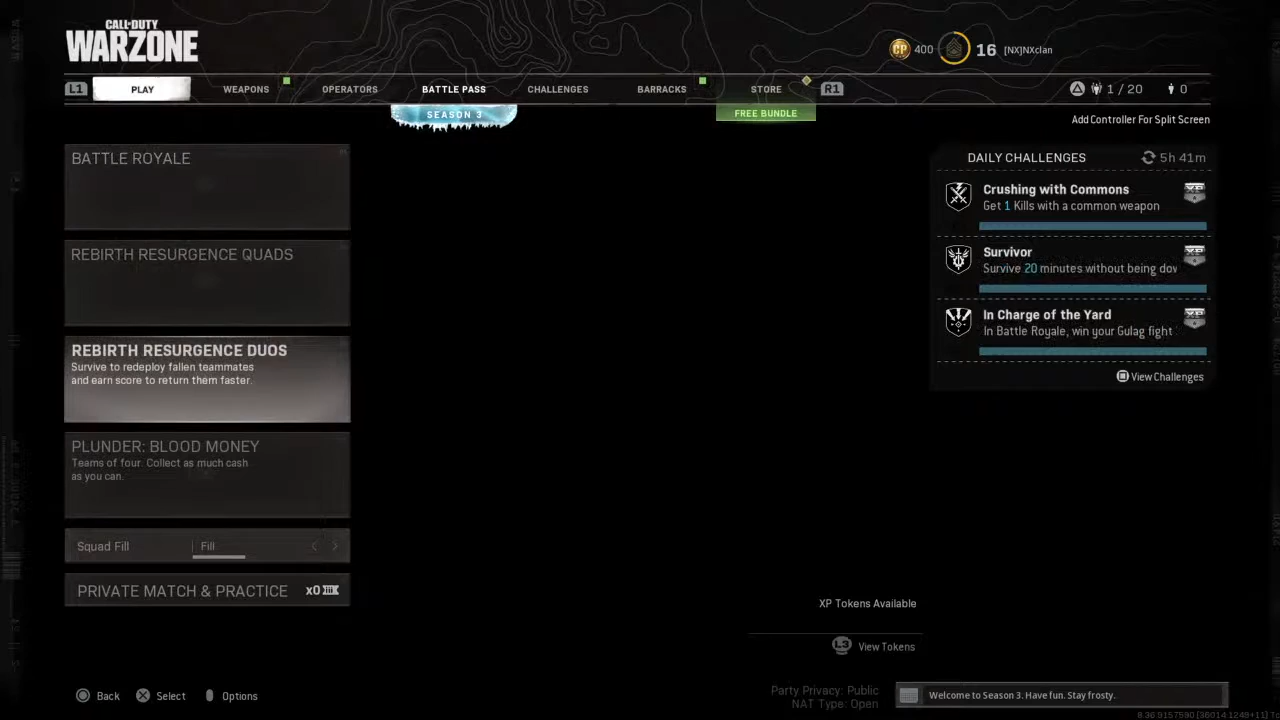 CALL OF DUTY
WARZONE
CP 400 16 [NX]NXclan
L1 PLAY WEAPONS OPERATORS BATTLE PASS CHALLENGES BARRACKS STORE R1 1 / 20 0
SEASON 3
FREE BUNDLE
Add Controller For Split Screen
BATTLE ROYALE
REBIRTH RESURGENCE QUADS
REBIRTH RESURGENCE DUOS
Survive to redeploy fallen teammates
and earn score to return them faster.
PLUNDER: BLOOD MONEY
Teams of four. Collect as much cash
as you can.
Squad Fill Fill
PRIVATE MATCH & PRACTICE x0
DAILY CHALLENGES 5h 41m
Crushing with Commons XP
Get 1 Kills with a common weapon
Survivor XP
Survive 20 minutes without being dow
In Charge of the Yard XP
In Battle Royale, win your Gulag fight
View Challenges
XP Tokens Available
L3 View Tokens
Back Select Options
Party Privacy: Public
NAT Type: Open
Welcome to Season 3. Have fun. Stay frosty.